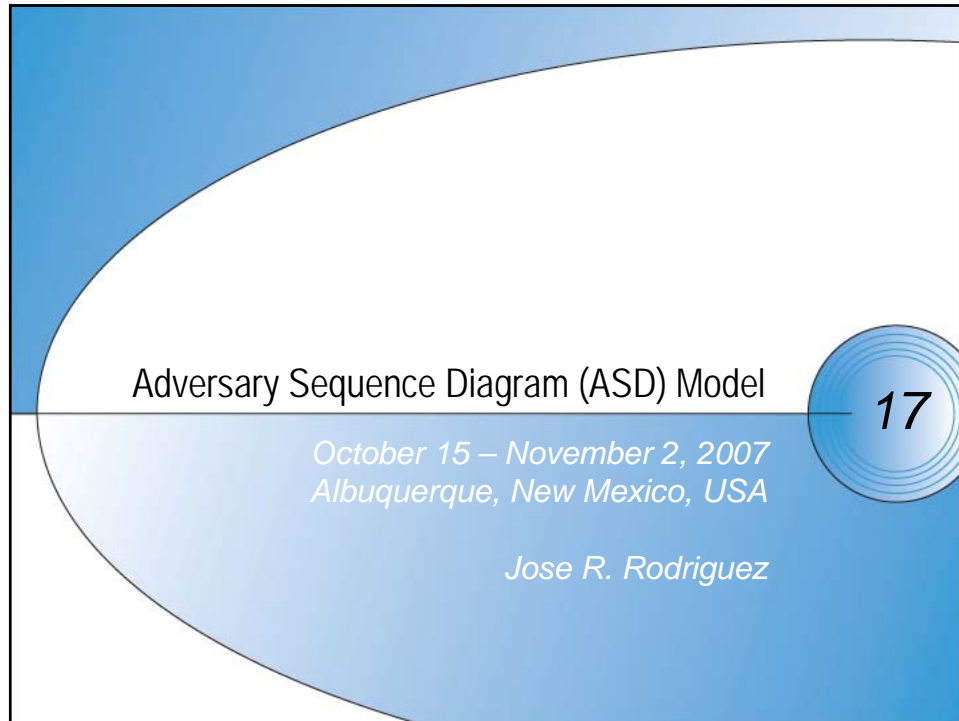 Adversary Sequence Diagram (ASD) Model
17
October 15 – November 2, 2007
Albuquerque, New Mexico, USA
Jose R. Rodriguez